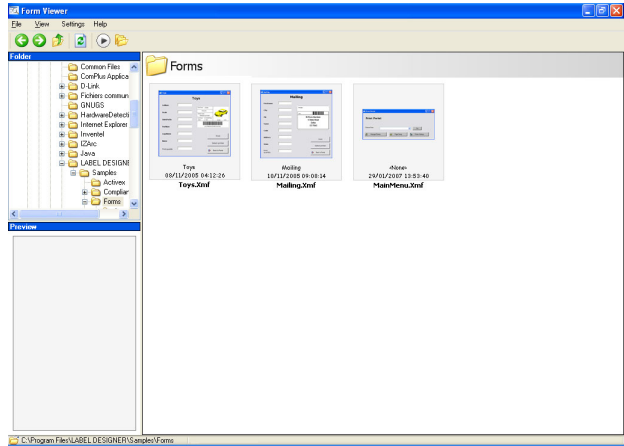 Form Viewer
File View Settings Help
Folder
Forms
Common Files
ComPlus Applica
D-Link
Fichiers commun
GNUGS
HardwareDetecti
Internet Explorer
Inventel
IZArc
Java
LABEL DESIGNE
Samples
Activex
Complian
Forms
Toys
08/11/2005 04:12:26
Toys.Xmf
Mailing
Mailing
10/11/2005 09:00:14
Mailing.Xmf
<None>
29/01/2007 13:53:40
MainMenu.Xmf
Toys
Preview
C:\Program Files\LABEL DESIGNER\Samples\Forms